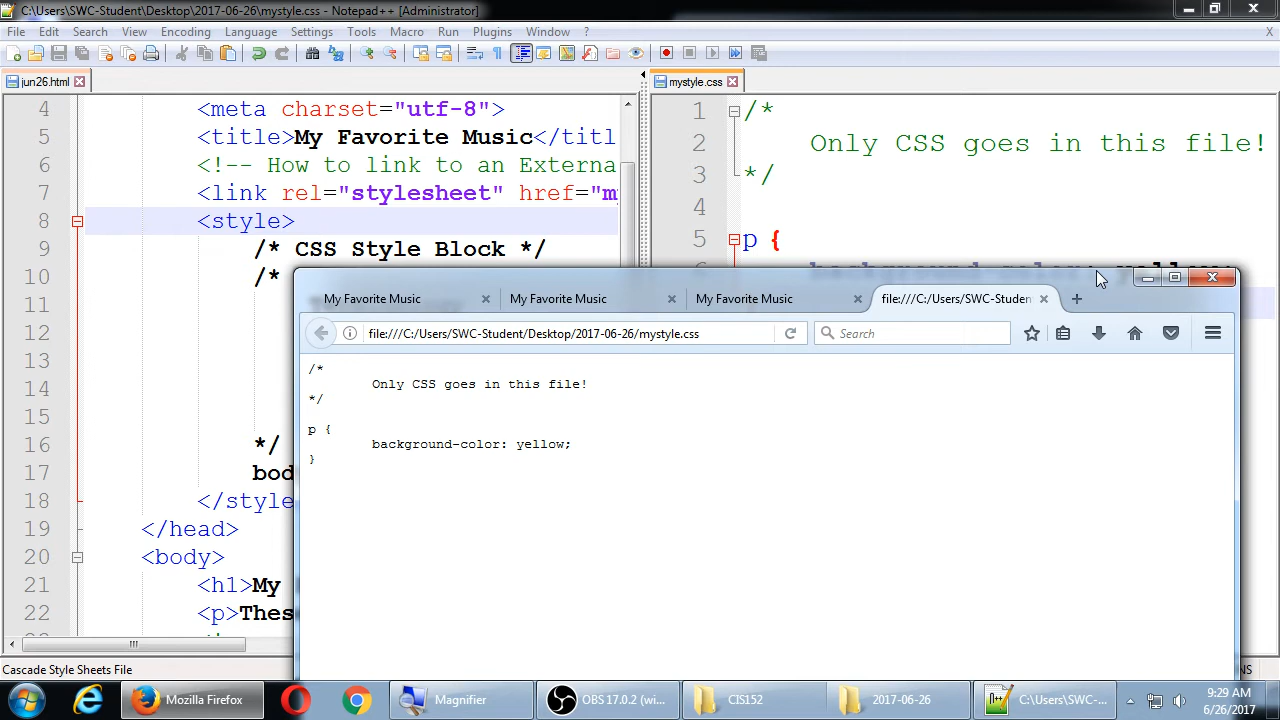 C:\Users\SWC-Student\Desktop\2017-06-26\mystyle.css - Notepad++ [Administrator]
File Edit Search View Encoding Language Settings Tools Macro Run Plugins Window ? X
jun26.html
mystyle.css
4 <meta charset="utf-8">
5 <title>My Favorite Music</titl
6 <!-- How to link to an Externa
7 <link rel="stylesheet" href="m
8 <style>
9 /* CSS Style Block */
10 /*
11
12
13
14
15
16 */
17 bod
18 </style
19 </head>
20 <body>
21 <h1>My
22 <p>Thes
1 /*
2 Only CSS goes in this file!
3 */
4
5 p {
background-color: yellow;
My Favorite Music
My Favorite Music
My Favorite Music
file:///C:/Users/SWC-Studen
file:///C:/Users/SWC-Student/Desktop/2017-06-26/mystyle.css
Search
/*
Only CSS goes in this file!
*/
p {
background-color: yellow;
}
Cascade Style Sheets File
NS
Mozilla Firefox
Magnifier
OBS 17.0.2 (wi...
CIS152
2017-06-26
C:\Users\SWC-...
9:29 AM
6/26/2017